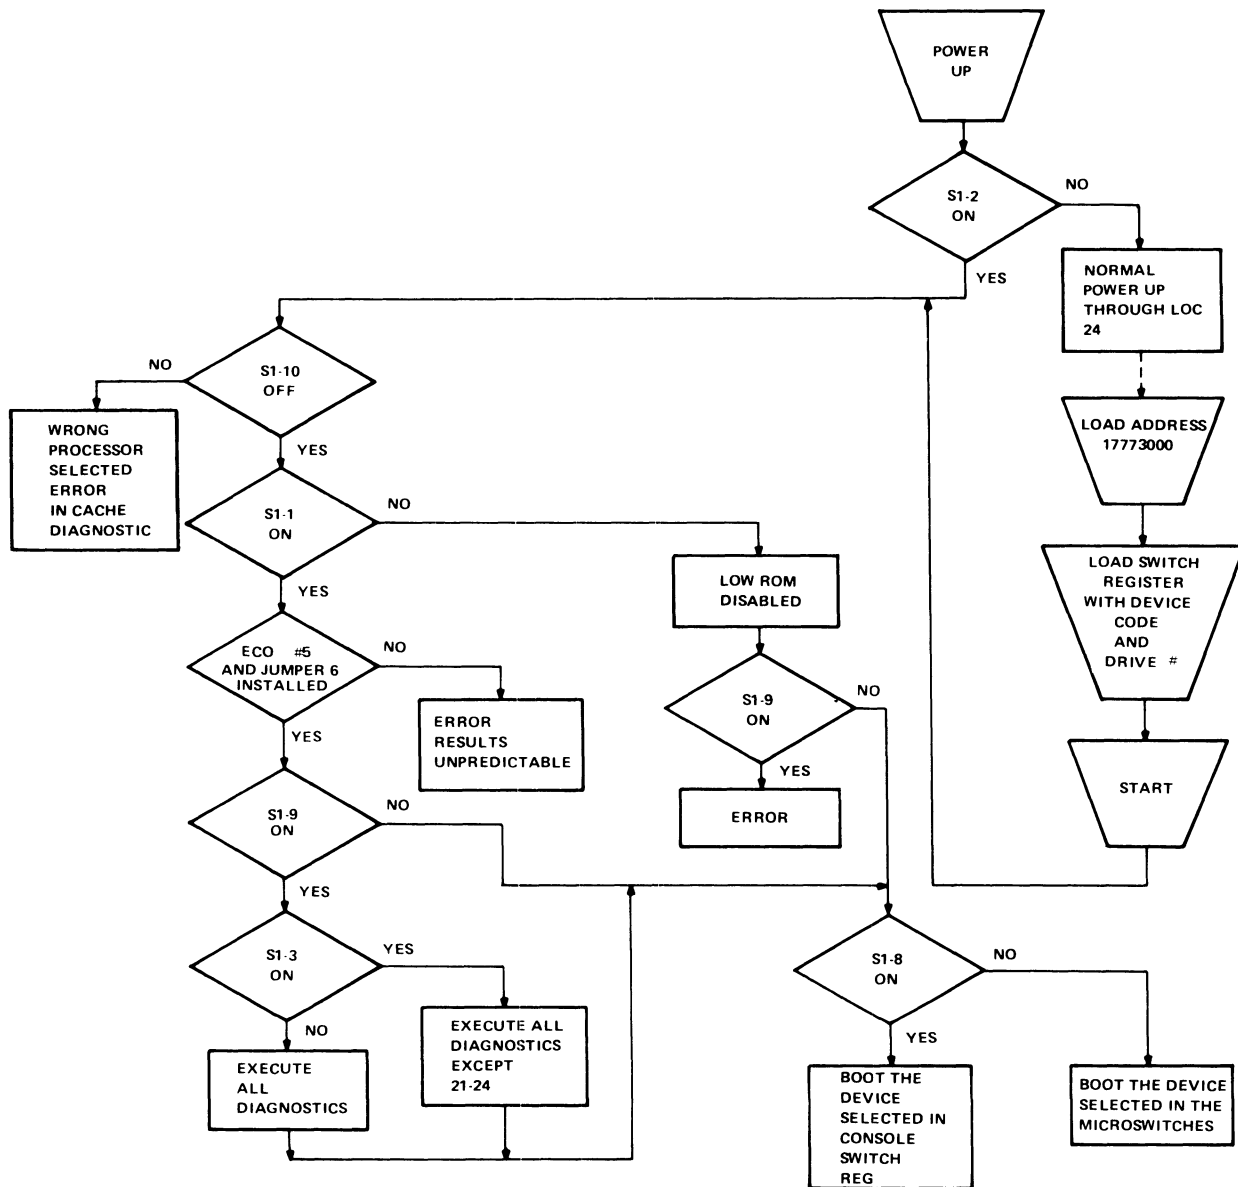 POWER
UP
S1-2
ON
NO
YES
NORMAL
POWER UP
THROUGH LOC
24
LOAD ADDRESS
17773000
LOAD SWITCH
REGISTER
WITH DEVICE
CODE
AND
DRIVE #
START
S1-10
OFF
NO
YES
WRONG
PROCESSOR
SELECTED
ERROR
IN CACHE
DIAGNOSTIC
S1-1
ON
NO
YES
LOW ROM
DISABLED
ECO #5
AND JUMPER 6
INSTALLED
NO
YES
ERROR
RESULTS
UNPREDICTABLE
S1-9
ON
NO
YES
ERROR
S1-9
ON
NO
YES
S1-3
ON
YES
NO
EXECUTE ALL
DIAGNOSTICS
EXCEPT
21-24
EXECUTE
ALL
DIAGNOSTICS
S1-8
ON
NO
YES
BOOT THE
DEVICE
SELECTED IN
CONSOLE
SWITCH
REG
BOOT THE DEVICE
SELECTED IN THE
MICROSWITCHES